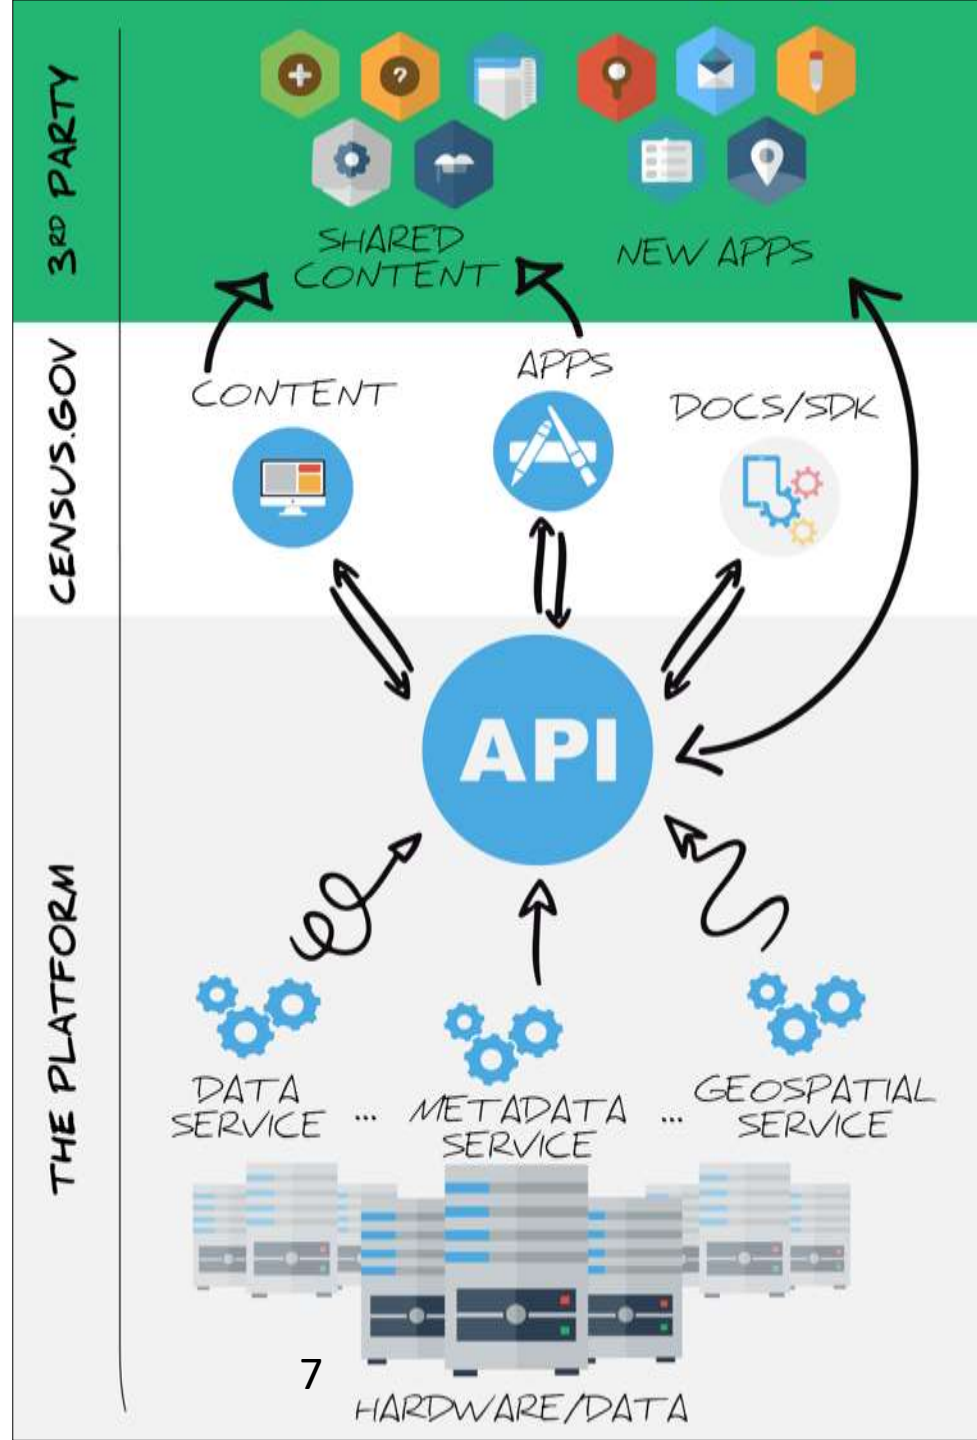 3RD PARTY
SHARED
CONTENT
NEW APPS
CENSUS.GOV
CONTENT
APPS
DOCS/SDK
THE PLATFORM
API
DATA
SERVICE
...
METADATA
SERVICE
...
GEOSPATIAL
SERVICE
7
HARDWARE/DATA